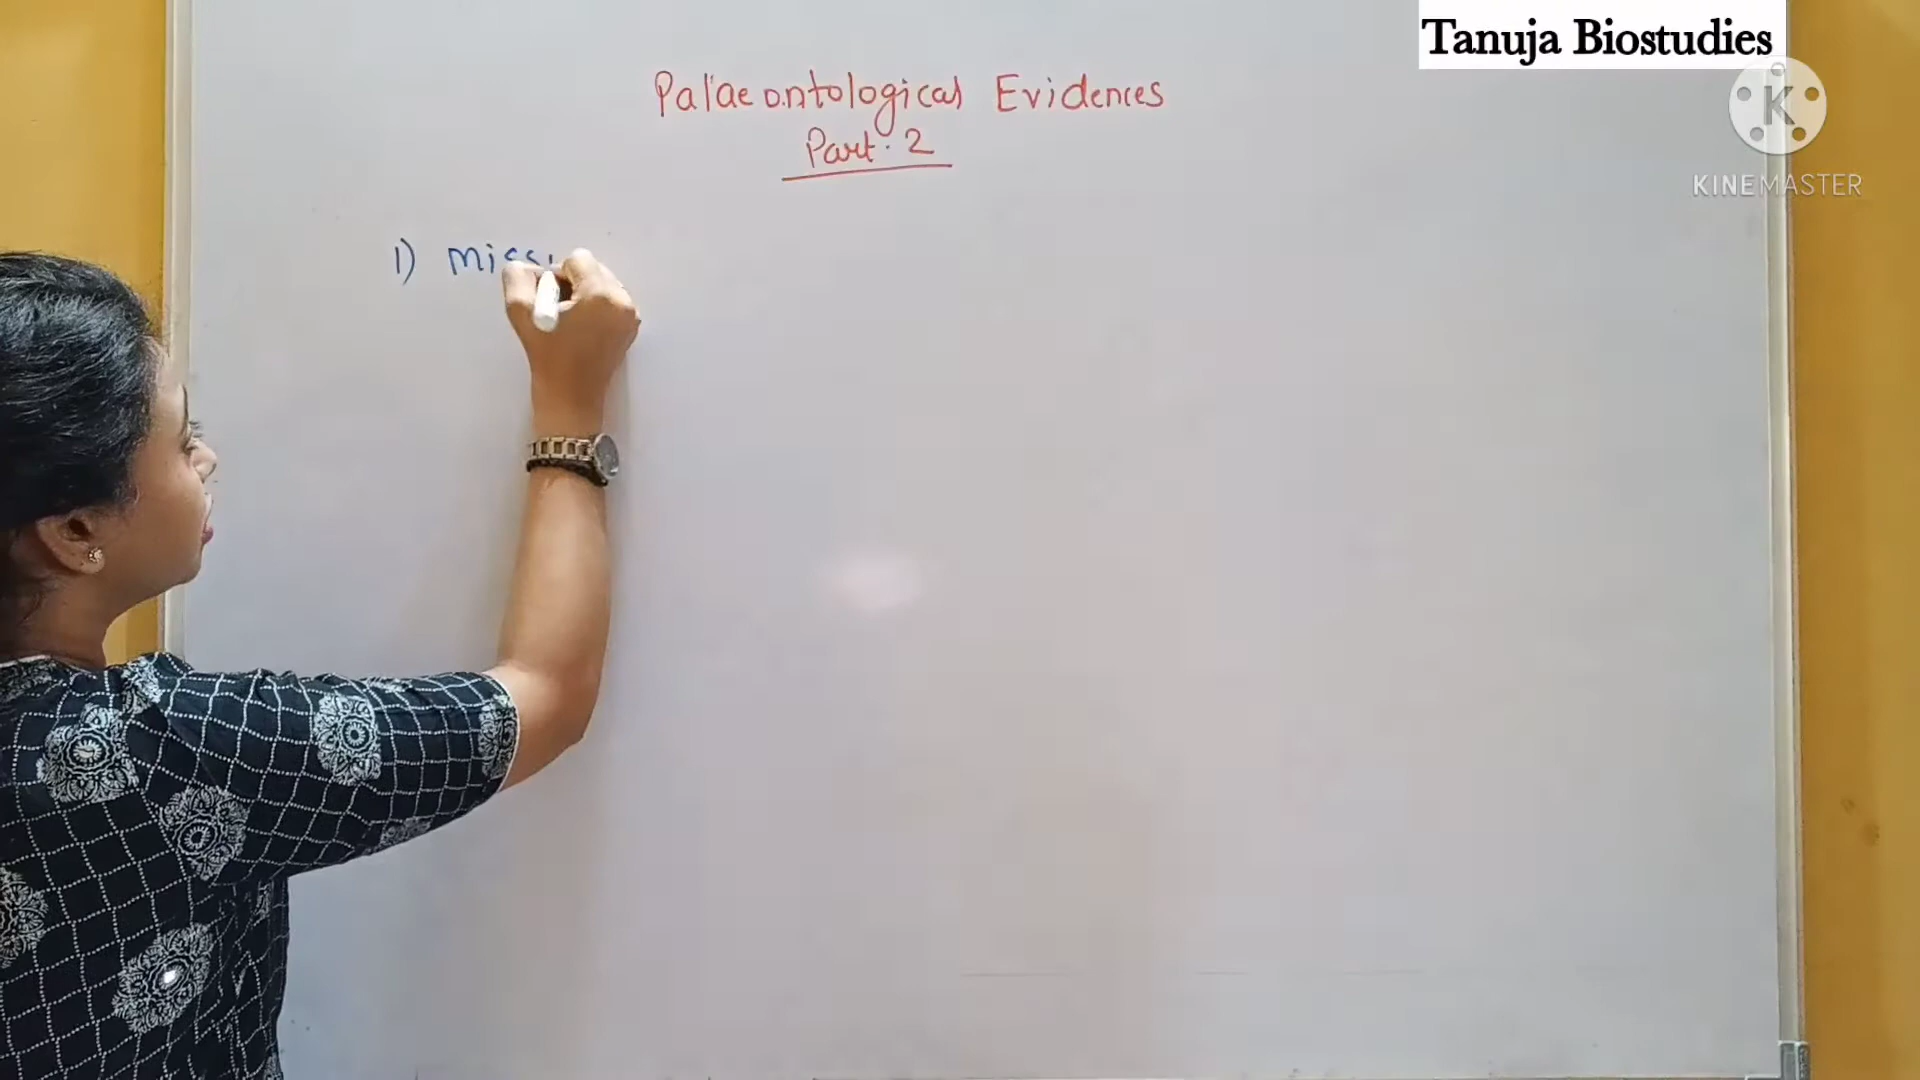 Tanuja Biostudies
Palaeontological Evidences
Part. 2
KINEMASTER
1) Miss